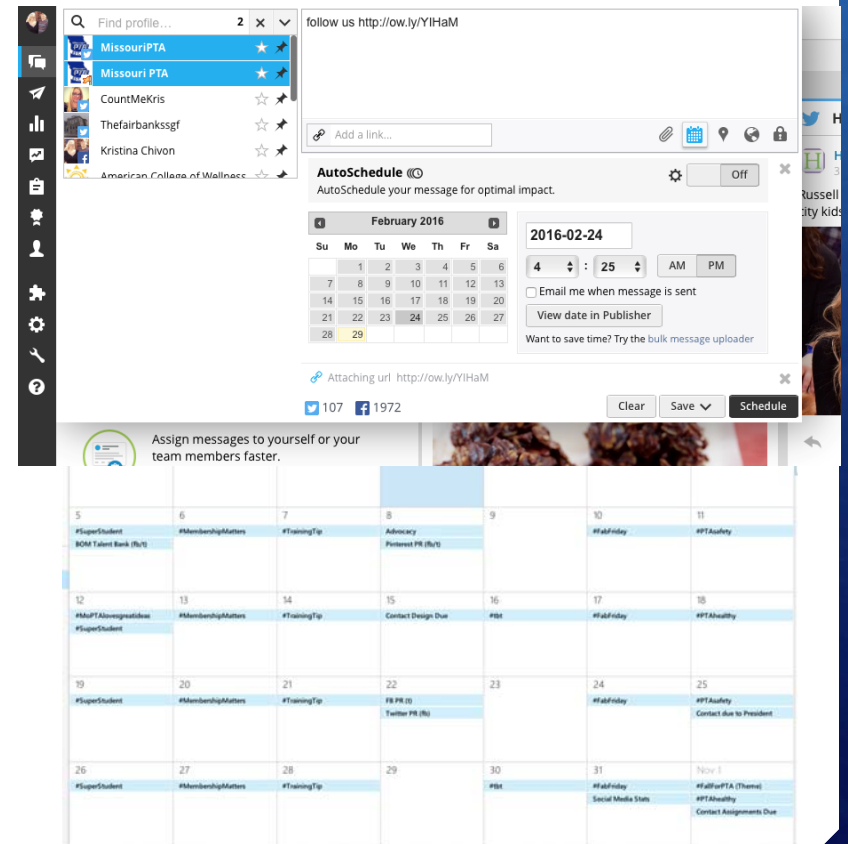 Find profile... 2
MissouriPTA
Missouri PTA
CountMeKris
Thefairbankssgf
Kristina Chivon
American College of Wellness
follow us http://ow.ly/YIHaM
Add a link...
AutoSchedule
AutoSchedule your message for optimal impact.
Off
February 2016
Su Mo Tu We Th Fr Sa
1 2 3 4 5 6
7 8 9 10 11 12 13
14 15 16 17 18 19 20
21 22 23 24 25 26 27
28 29
2016-02-24
4 : 25 AM PM
Email me when message is sent
View date in Publisher
Want to save time? Try the bulk message uploader
Attaching url http://ow.ly/YIHaM
107 1972
Clear Save Schedule
H
H
H
3
Russell
city kids
Assign messages to yourself or your
team members faster.
5 6 7 8 9 10 11
#SuperStudent #MembershipMatters #TrainingTip Advocacy #FabFriday #PTAsafety
BOM Talent Bank (fb/t) Pinterest PR (fb/t)
12 13 14 15 16 17 18
#MoPTAlovesgreatideas #MembershipMatters #TrainingTip Contact Design Due #tbt #FabFriday #PTAhealthy
#SuperStudent
19 20 21 22 23 24 25
#SuperStudent #MembershipMatters #TrainingTip FB PR (t) #FabFriday #PTAsafety
Twitter PR (fb) Contact due to President
26 27 28 29 30 31 Nov 1
#SuperStudent #MembershipMatters #TrainingTip #tbt #FabFriday #FallForPTA (Theme)
Social Media Stats #PTAhealthy
Contact Assignments Due